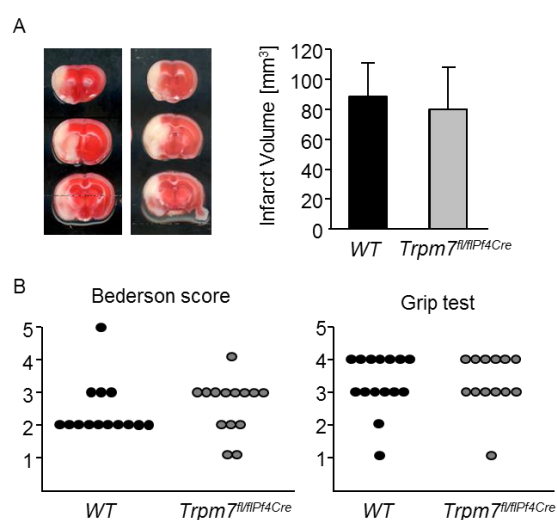 A
Infarct Volume [mm³]
120
100
80
60
40
20
0
WT Trpm7fl/flPf4Cre
B
Bederson score
5
4
3
2
1
WT Trpm7fl/flPf4Cre
Grip test
5
4
3
2
1
WT Trpm7fl/flPf4Cre